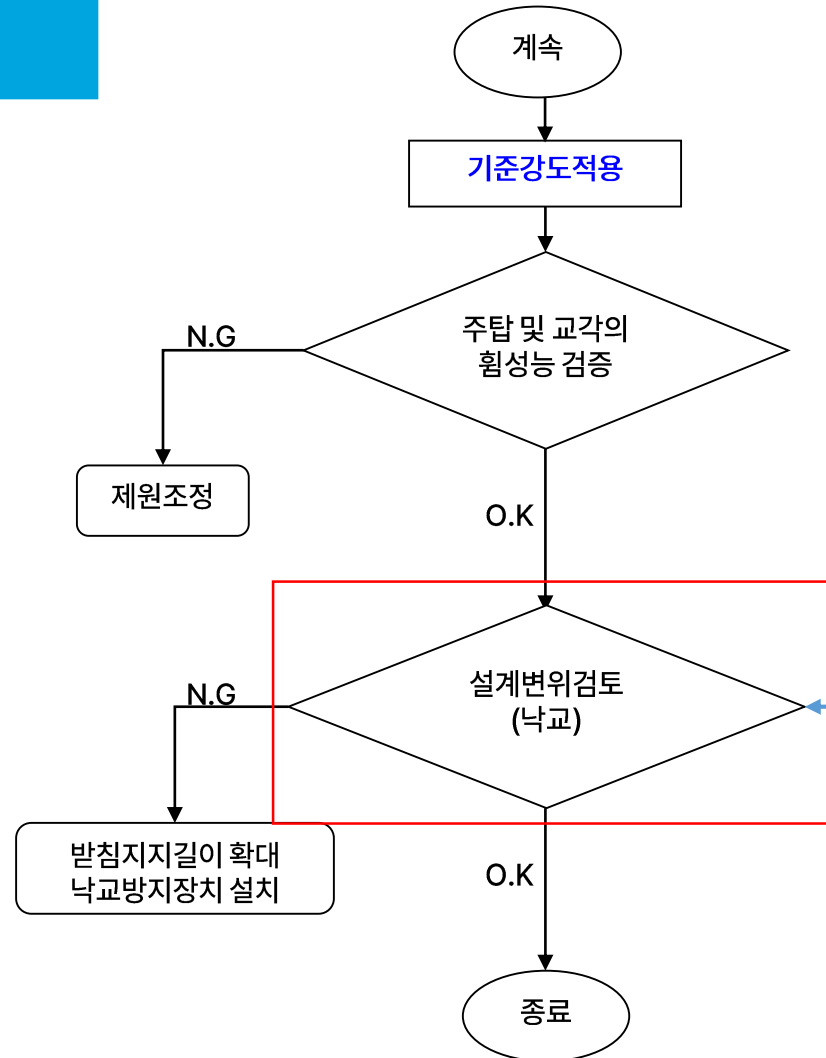 계속
기준강도적용
주탑 및 교각의
휨성능 검증
N.G
제원조정
O.K
설계변위검토
(낙교)
N.G
받침지지길이 확대
낙교방지장치 설치
O.K
종료